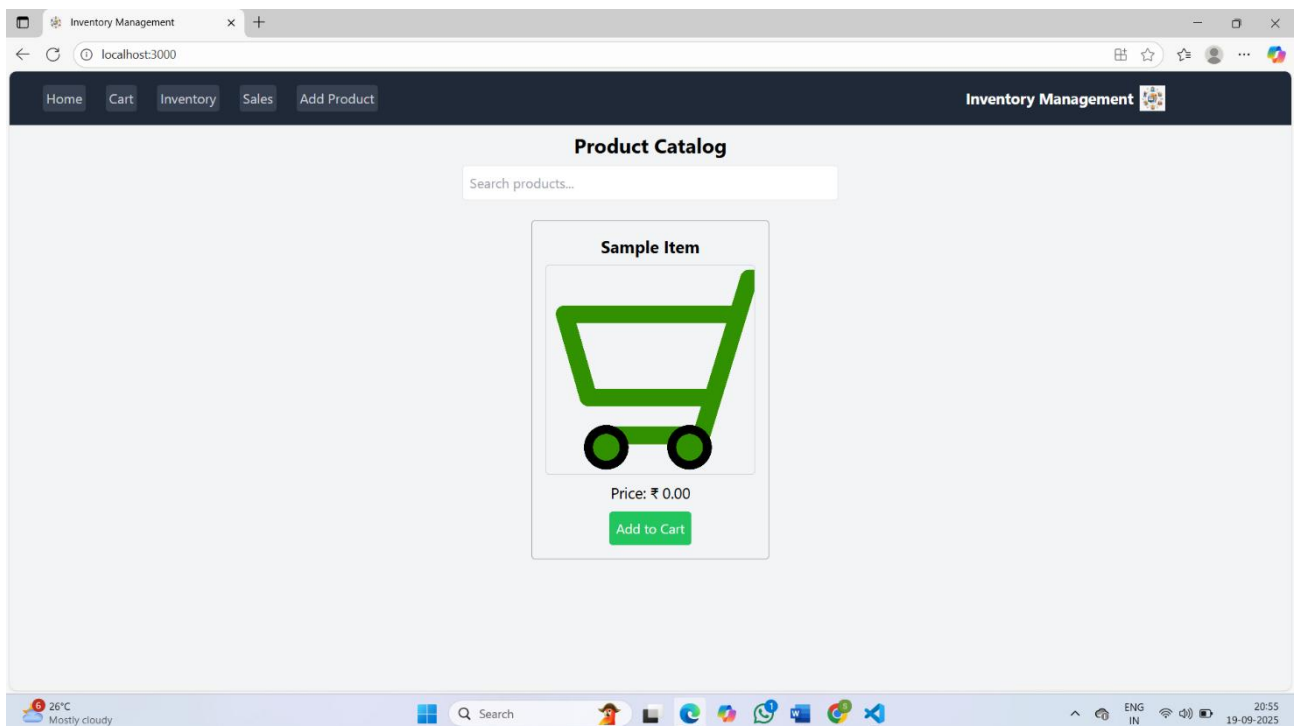 Inventory Management
localhost:3000
Home Cart Inventory Sales Add Product Inventory Management
Product Catalog
Search products...
Sample Item
Price: ₹ 0.00
Add to Cart
6 26°C Search ENG 20:55
Mostly cloudy IN 19-09-2025